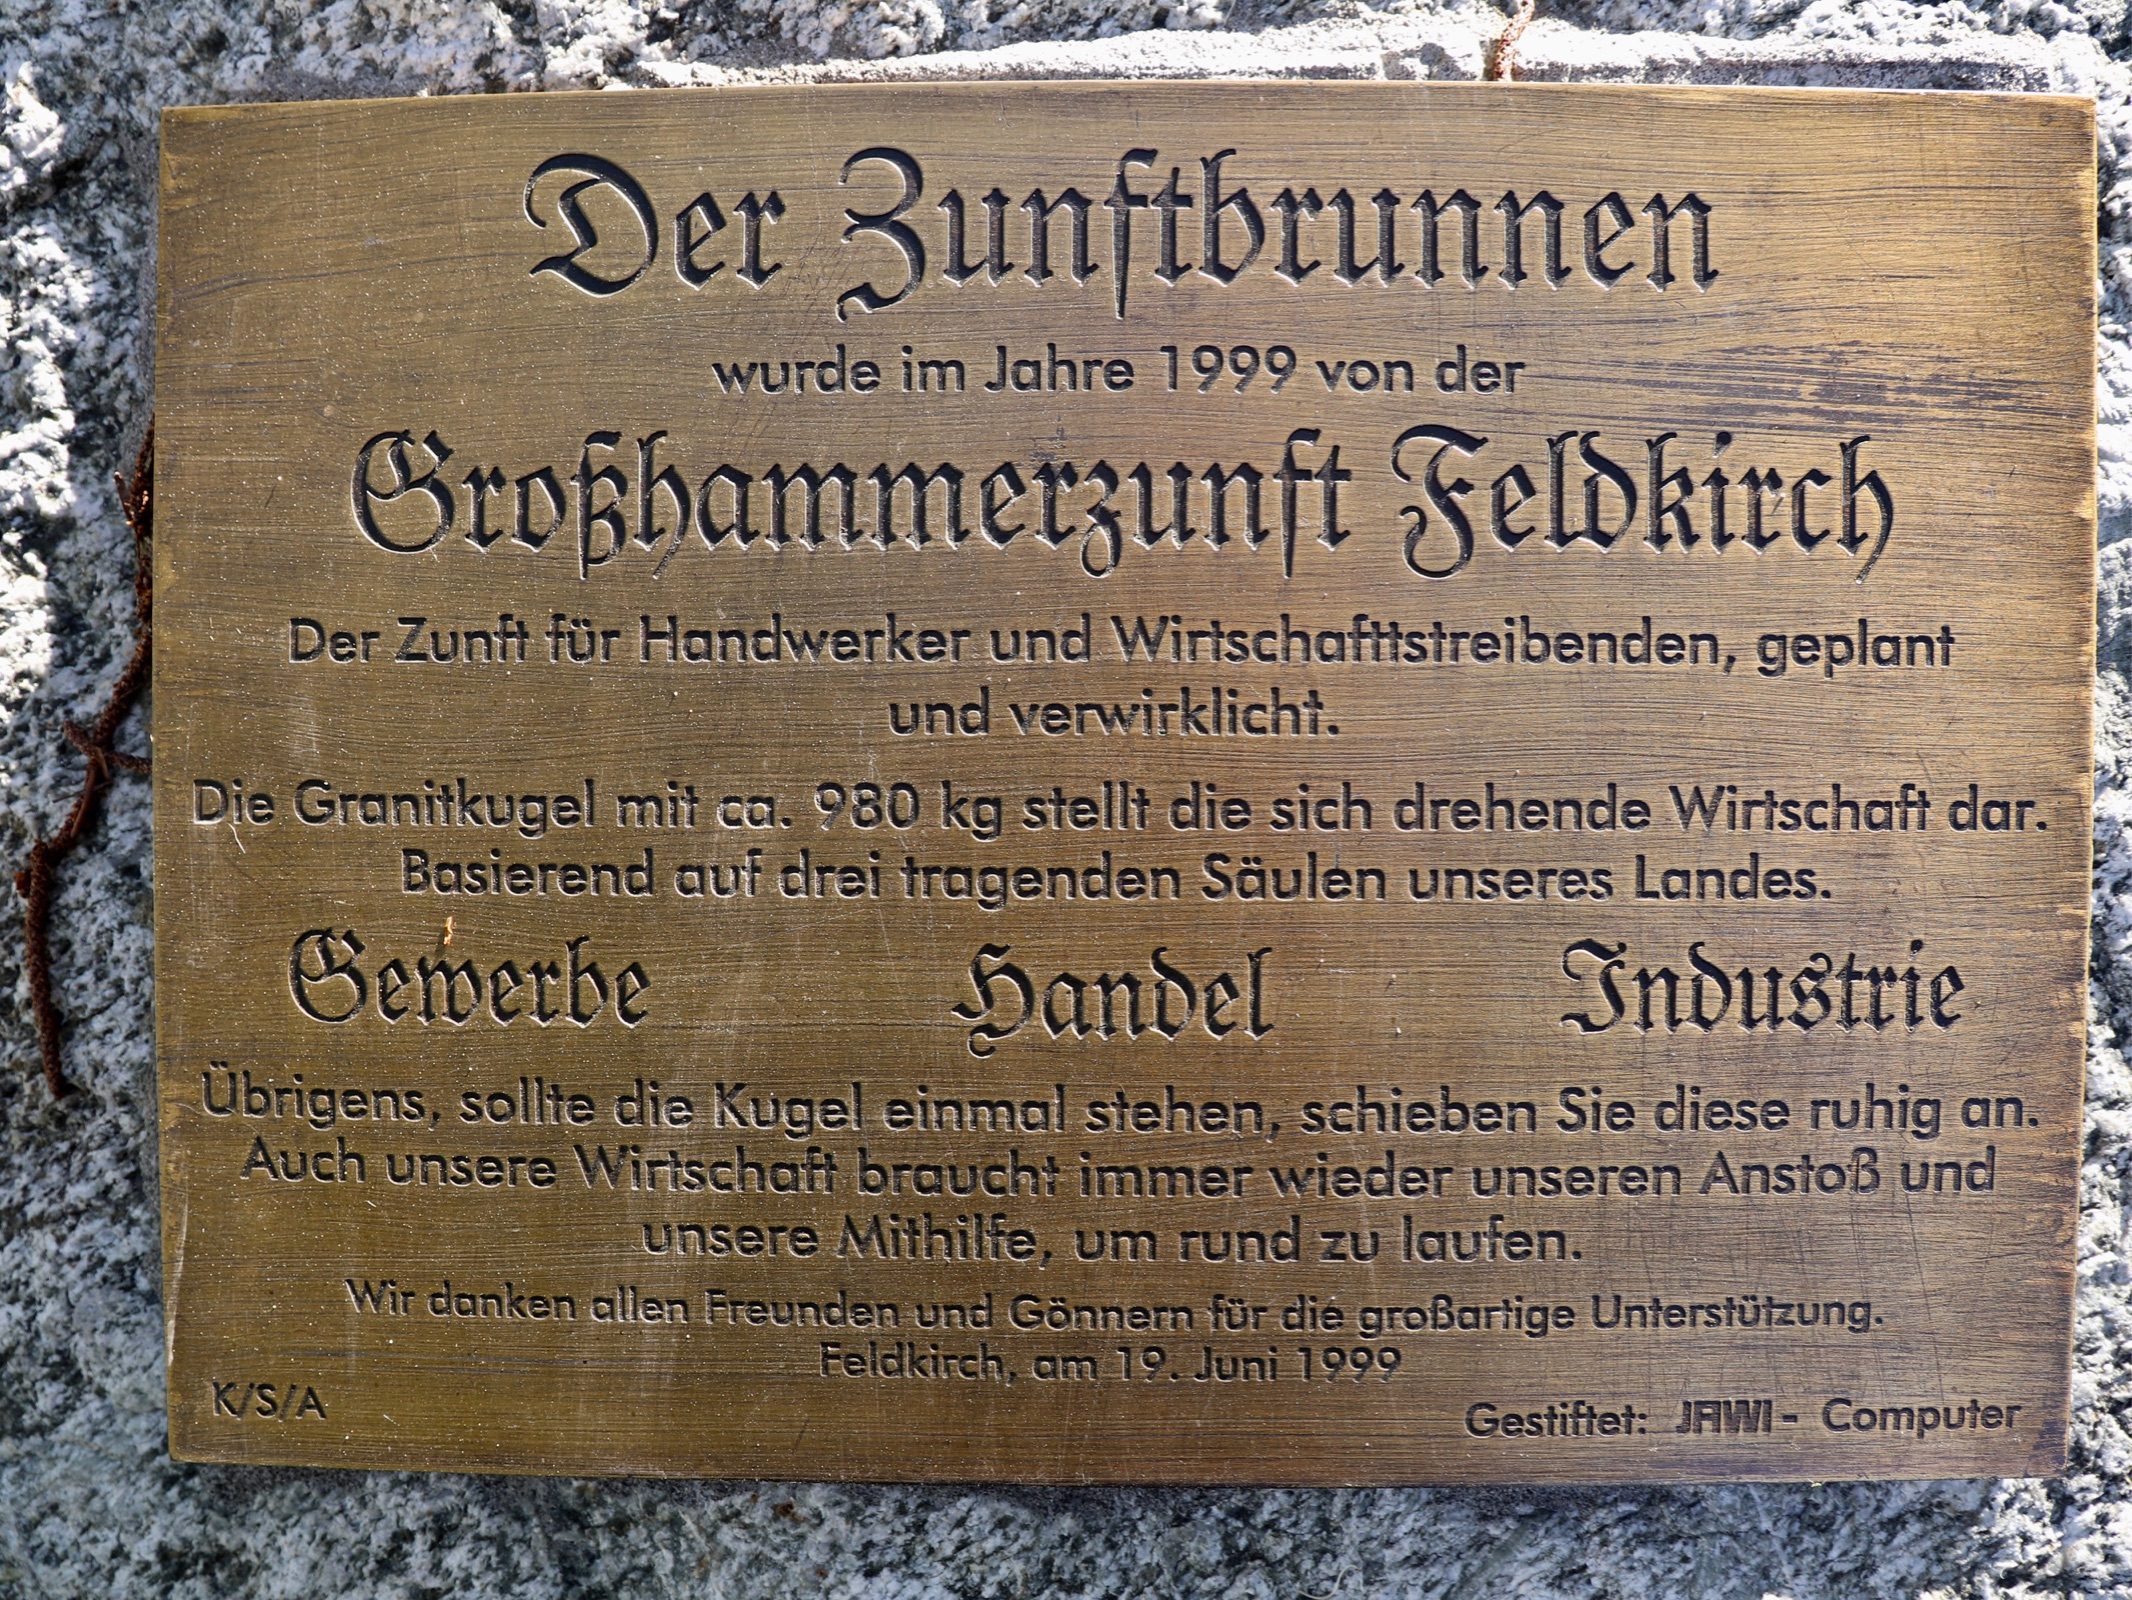 Der Zunftbrunnen
wurde im Jahre 1999 von der
Großhammerzunft Feldkirch
Der Zunft für Handwerker und Wirtschafttstreibenden, geplant
und verwirklicht.
Die Granitkugel mit ca. 980 kg stellt die sich drehende Wirtschaft dar.
Basierend auf drei tragenden Säulen unseres Landes.
Gewerbe Handel Industrie
Übrigens, sollte die Kugel einmal stehen, schieben Sie diese ruhig an.
Auch unsere Wirtschaft braucht immer wieder unseren Anstoß und
unsere Mithilfe, um rund zu laufen.
Wir danken allen Freunden und Gönnern für die großartige Unterstützung.
Feldkirch, am 19. Juni 1999
K/S/A
Gestiftet: JAWI - Computer